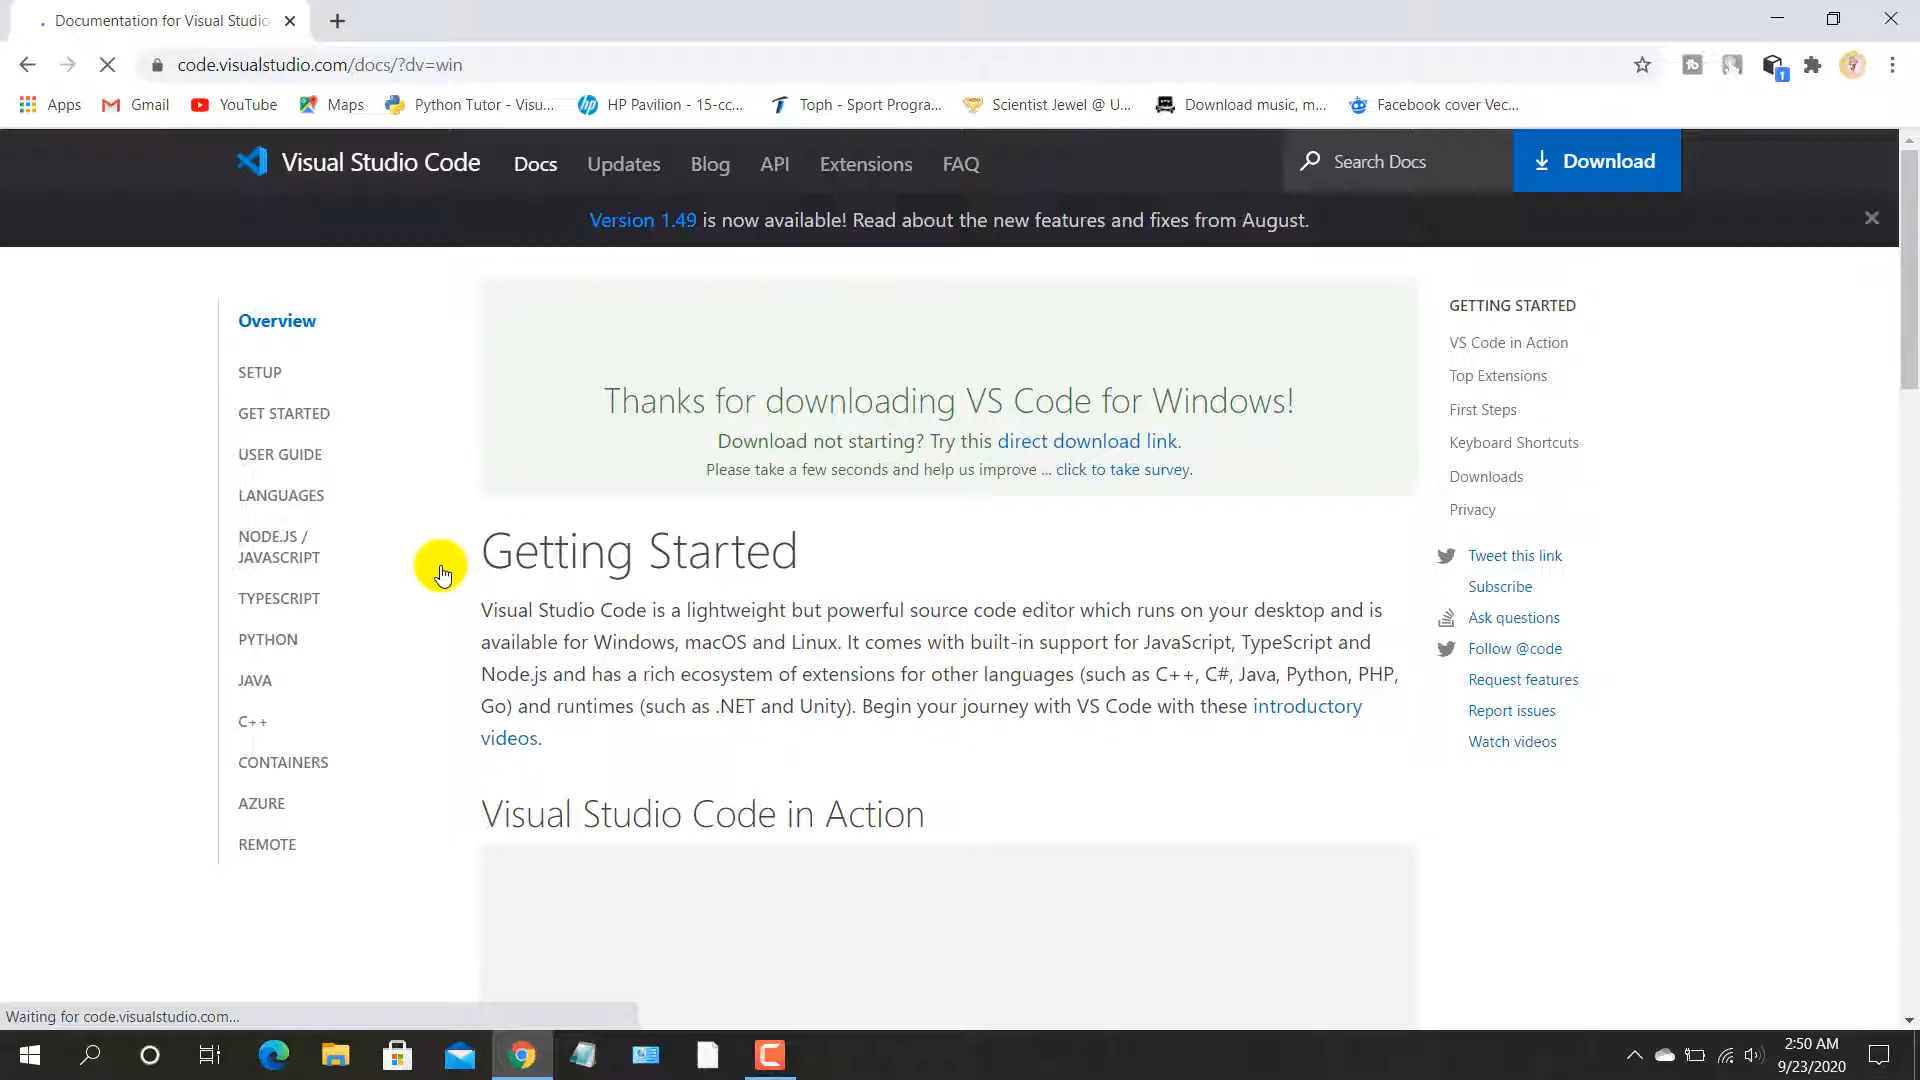 Documentation for Visual Studio
code.visualstudio.com/docs/?dv=win
1
Apps
Gmail
YouTube
Maps
Python Tutor - Visu...
HP Pavilion - 15-cc...
Toph - Sport Progra...
Scientist Jewel @ U...
Download music, m...
Facebook cover Vec...
Visual Studio Code
Docs
Updates
Blog
API
Extensions
FAQ
Search Docs
Download
Version 1.49 is now available! Read about the new features and fixes from August.
Overview
SETUP
GET STARTED
USER GUIDE
LANGUAGES
NODE.JS /
JAVASCRIPT
TYPESCRIPT
PYTHON
JAVA
C++
CONTAINERS
AZURE
REMOTE
Thanks for downloading VS Code for Windows!
Download not starting? Try this direct download link.
Please take a few seconds and help us improve ... click to take survey.
Getting Started
Visual Studio Code is a lightweight but powerful source code editor which runs on your desktop and is
available for Windows, macOS and Linux. It comes with built-in support for JavaScript, TypeScript and
Node.js and has a rich ecosystem of extensions for other languages (such as C++, C#, Java, Python, PHP,
Go) and runtimes (such as .NET and Unity). Begin your journey with VS Code with these introductory
videos.
Visual Studio Code in Action
GETTING STARTED
VS Code in Action
Top Extensions
First Steps
Keyboard Shortcuts
Downloads
Privacy
Tweet this link
Subscribe
Ask questions
Follow @code
Request features
Report issues
Watch videos
Waiting for code.visualstudio.com...
2:50 AM
9/23/2020